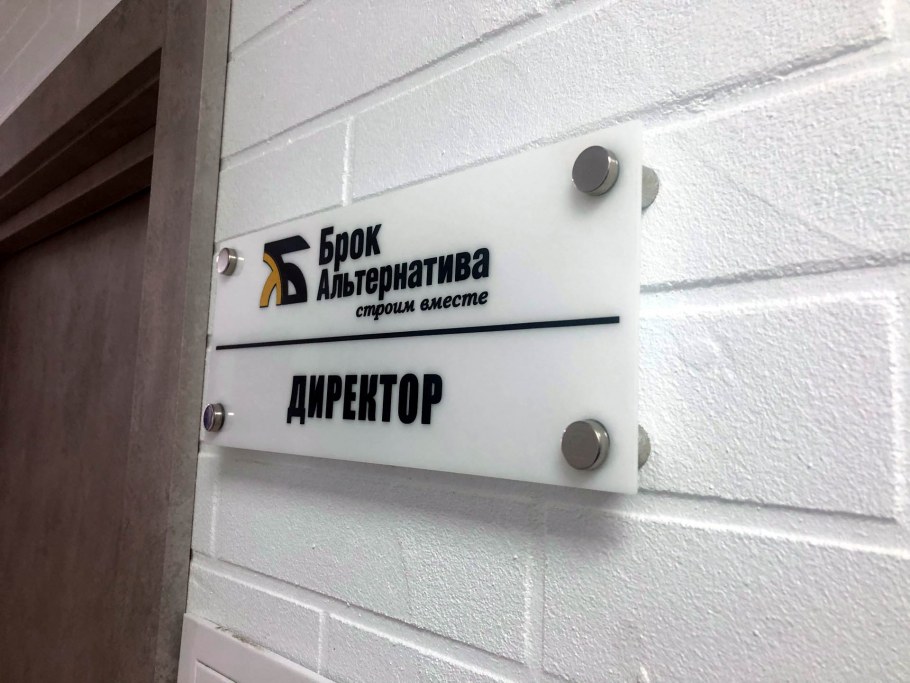 Брок
Альтернатива
строим вместе
ДИРЕКТОР